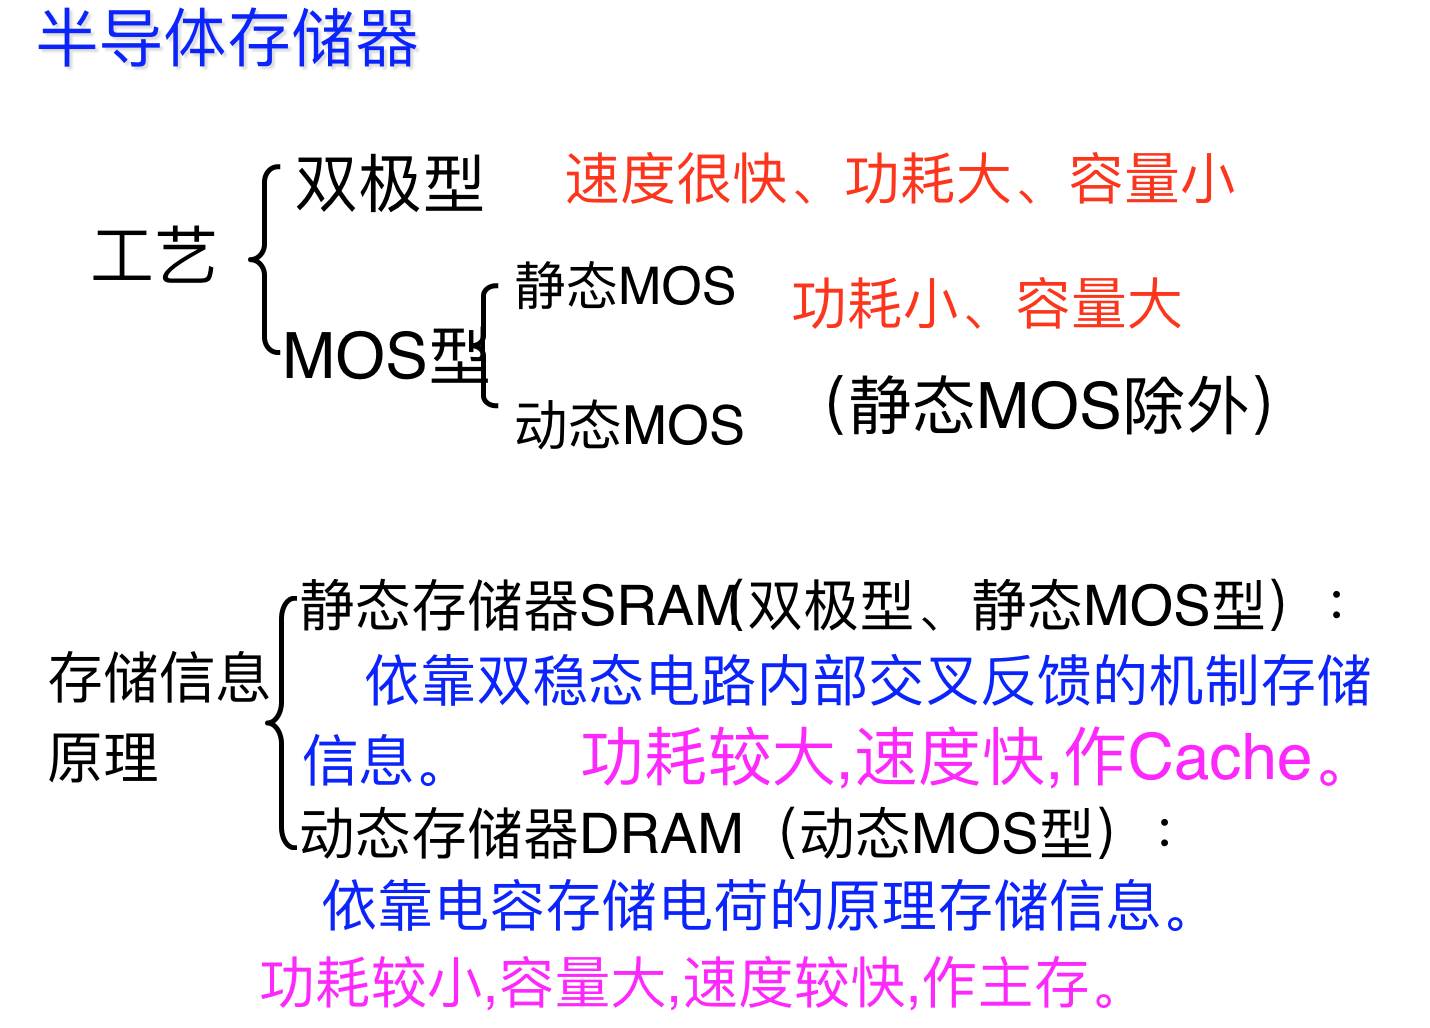 半导体存储器
双极型 速度很快、功耗大、容量小
工艺
静态MOS 功耗小、容量大
MOS型
(静态MOS除外)
动态MOS
静态存储器SRAM(双极型、静态MOS型）：
存储信息
依靠双稳态电路内部交叉反馈的机制存储
原理
信息。 功耗较大,速度快,作Cache。
动态存储器DRAM（动态MOS型）：
依靠电容存储电荷的原理存储信息。
功耗较小,容量大,速度较快,作主存。